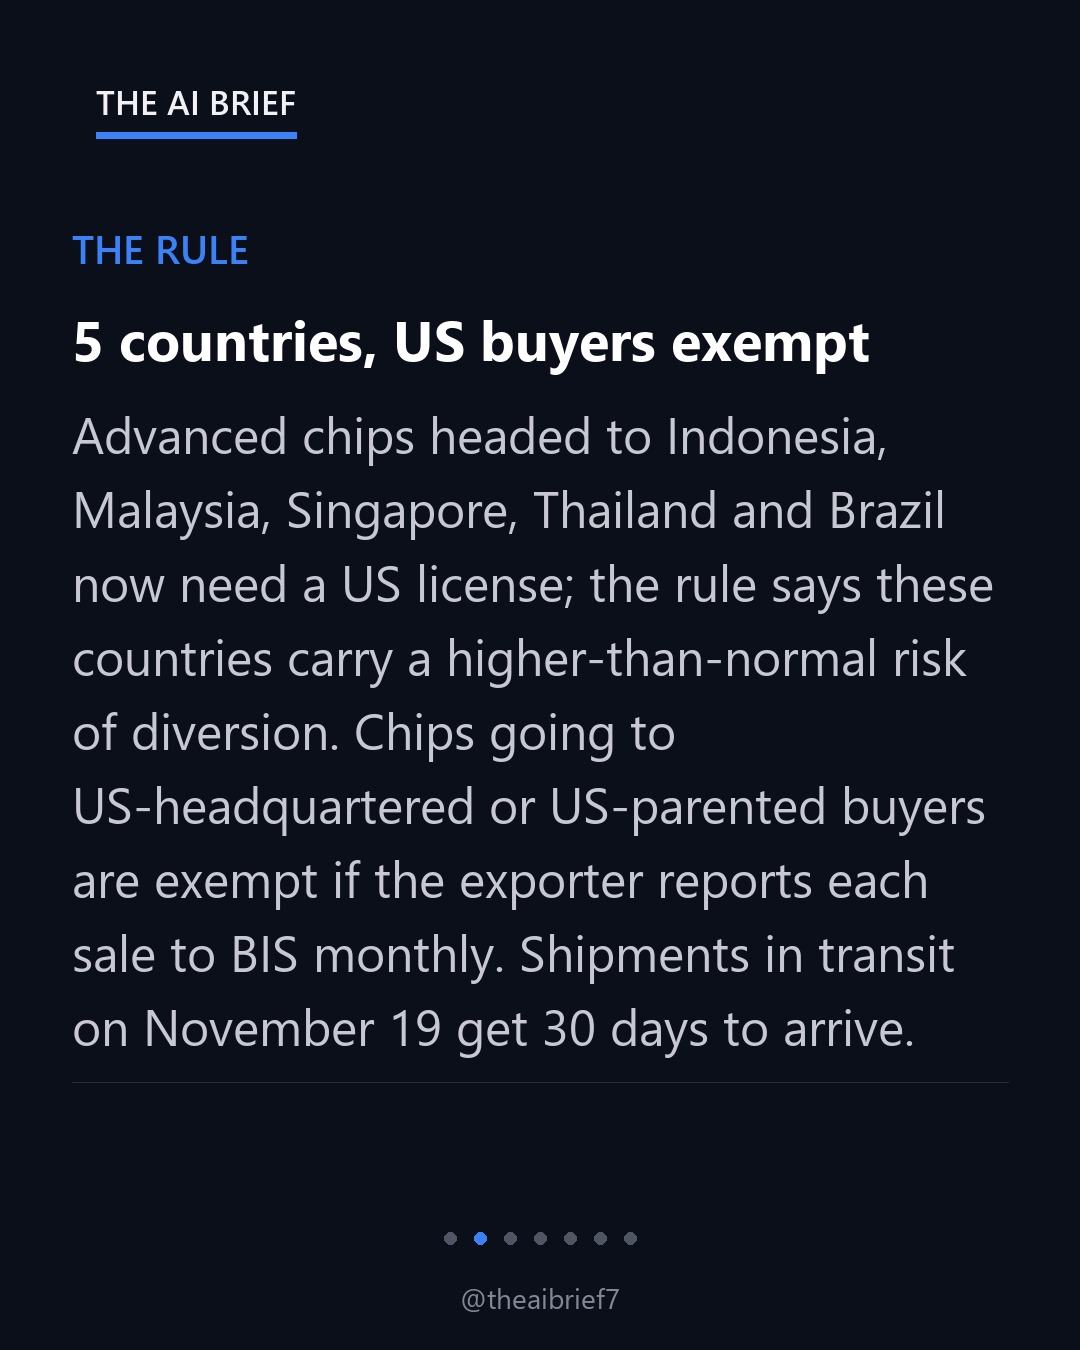 THE AI BRIEF
THE RULE
5 countries, US buyers exempt
Advanced chips headed to Indonesia,
Malaysia, Singapore, Thailand and Brazil
now need a US license; the rule says these
countries carry a higher-than-normal risk
of diversion. Chips going to
US-headquartered or US-parented buyers
are exempt if the exporter reports each
sale to BIS monthly. Shipments in transit
on November 19 get 30 days to arrive.
@theaibrief7